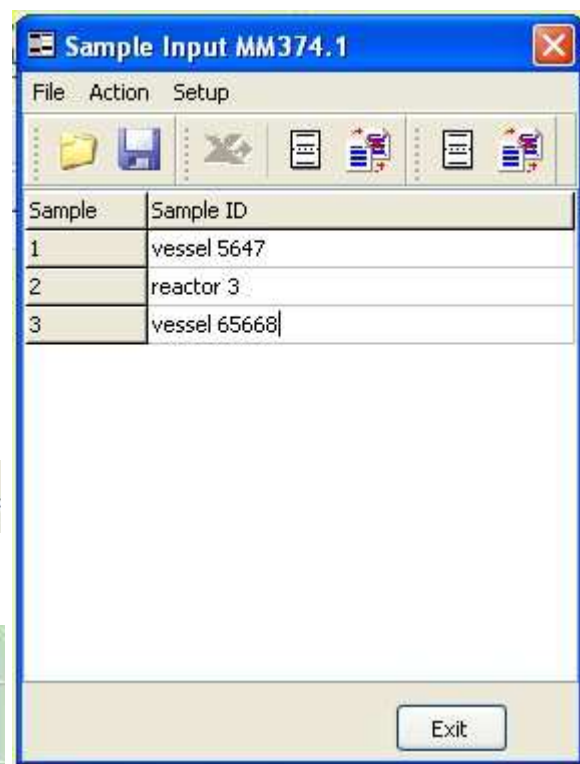 Sample Input MM374.1
File Action Setup
Sample Sample ID
1 vessel 5647
2 reactor 3
3 vessel 65668
Exit